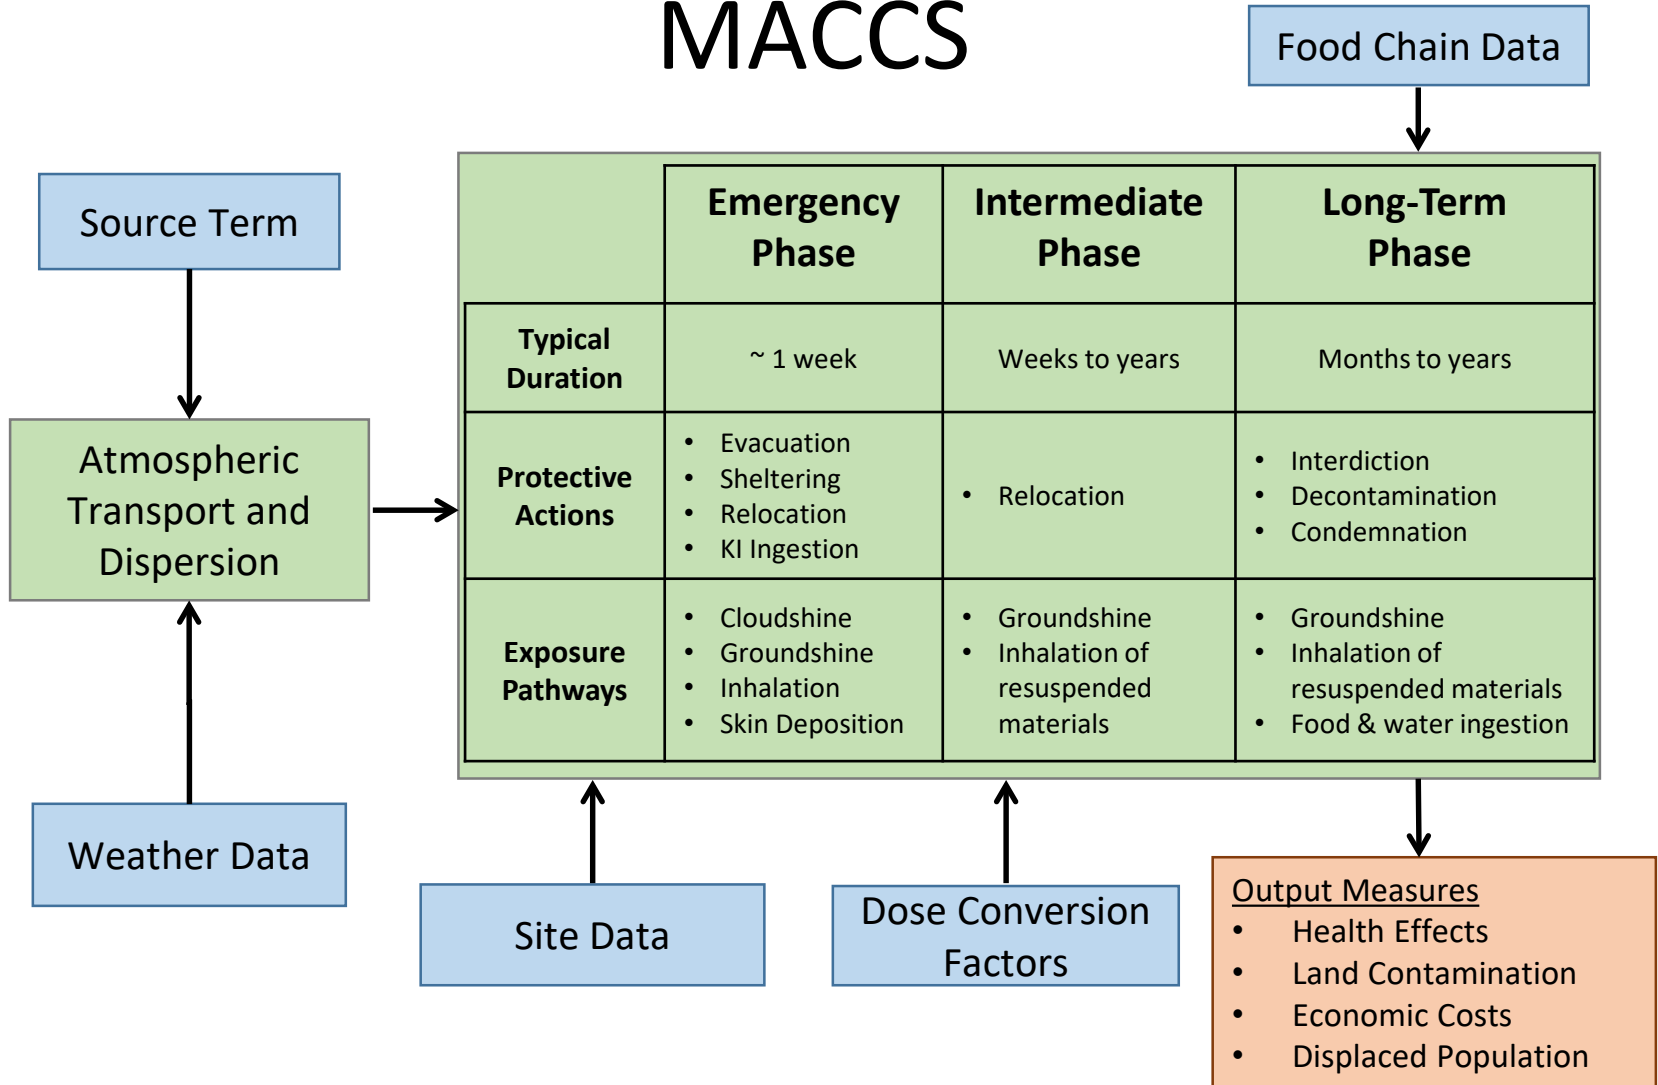 MACCS
Food Chain Data
Source Term
Emergency
Phase
Intermediate
Phase
Long-Term
Phase
Typical
Duration
~ 1 week
Weeks to years
Months to years
Atmospheric
Transport and
Dispersion
Protective
Actions
• Evacuation
• Sheltering
• Relocation
• KI Ingestion
• Relocation
• Interdiction
• Decontamination
• Condemnation
Exposure
Pathways
• Cloudshine
• Groundshine
• Inhalation
• Skin Deposition
• Groundshine
• Inhalation of
resuspended
materials
• Groundshine
• Inhalation of
resuspended materials
• Food & water ingestion
Weather Data
Site Data
Dose Conversion
Factors
Output Measures
• Health Effects
• Land Contamination
• Economic Costs
• Displaced Population